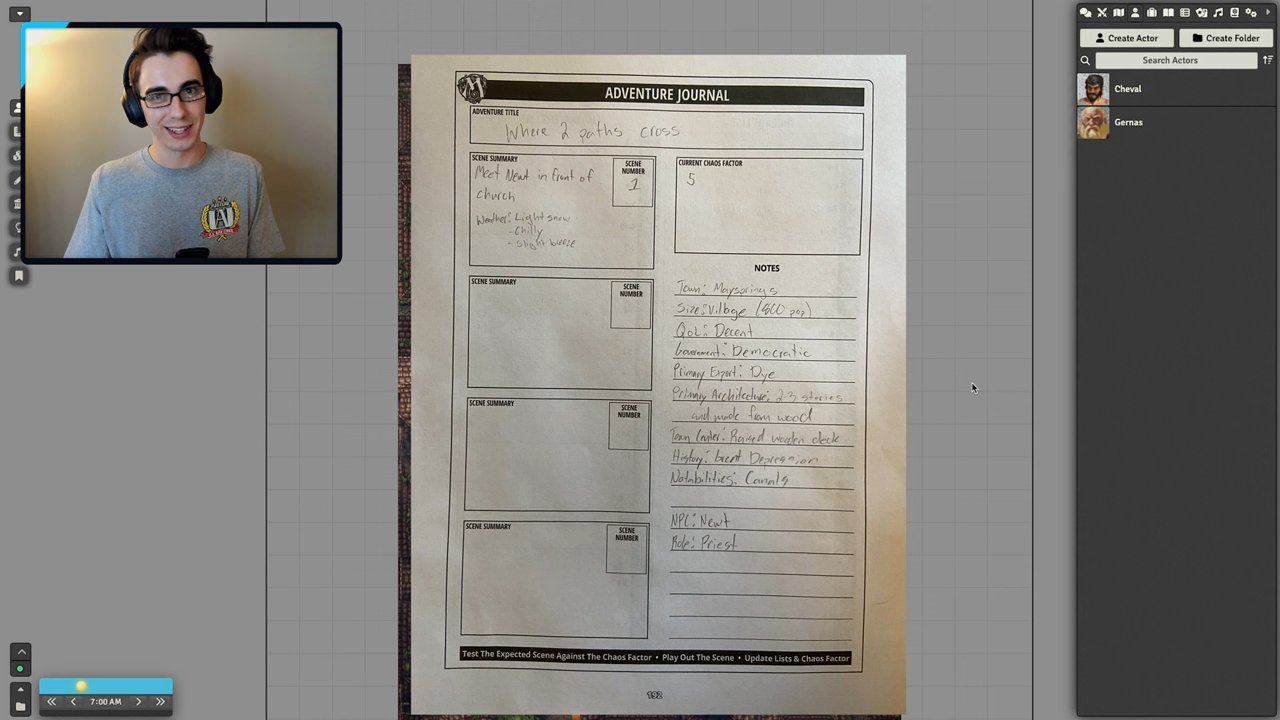 Create Actor
Create Folder
Search Actors
Cheval
Gernas
ADVENTURE JOURNAL
ADVENTURE TITLE
Where 2 paths cross
SCENE SUMMARY
SCENE NUMBER
1
Meet Newt in front of
church
Weather: Light snow
- Chilly
- Slight breeze
CURRENT CHAOS FACTOR
5
SCENE SUMMARY
SCENE NUMBER
SCENE SUMMARY
SCENE NUMBER
SCENE SUMMARY
SCENE NUMBER
NOTES
Town: Maysprings
Size: Village (800 pop)
QoL: Decent
Government: Democratic
Primary Export: Dye
Primary Architecture: 2-3 stories
and made from wood
Town Center: Raised wooden deck
History: Great Depression
Notabilities: Canals
NPC: Newt
Role: Priest
Test The Expected Scene Against The Chaos Factor • Play Out The Scene • Update Lists & Chaos Factor
192
7:00 AM